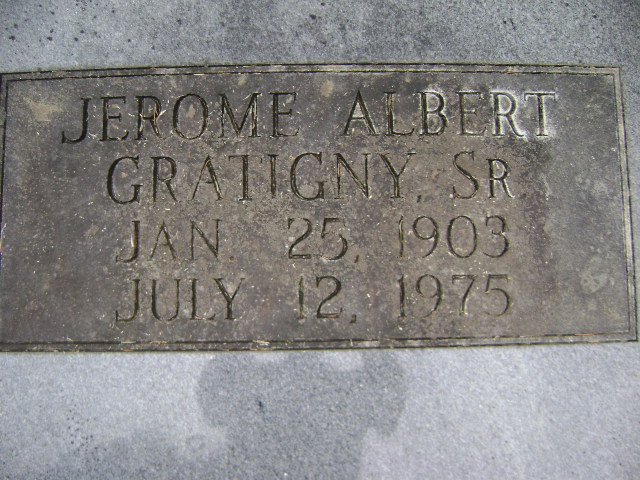 JEROME ALBERT
GRATIGNY, SR.
JAN. 25, 1903
JULY 12, 1975